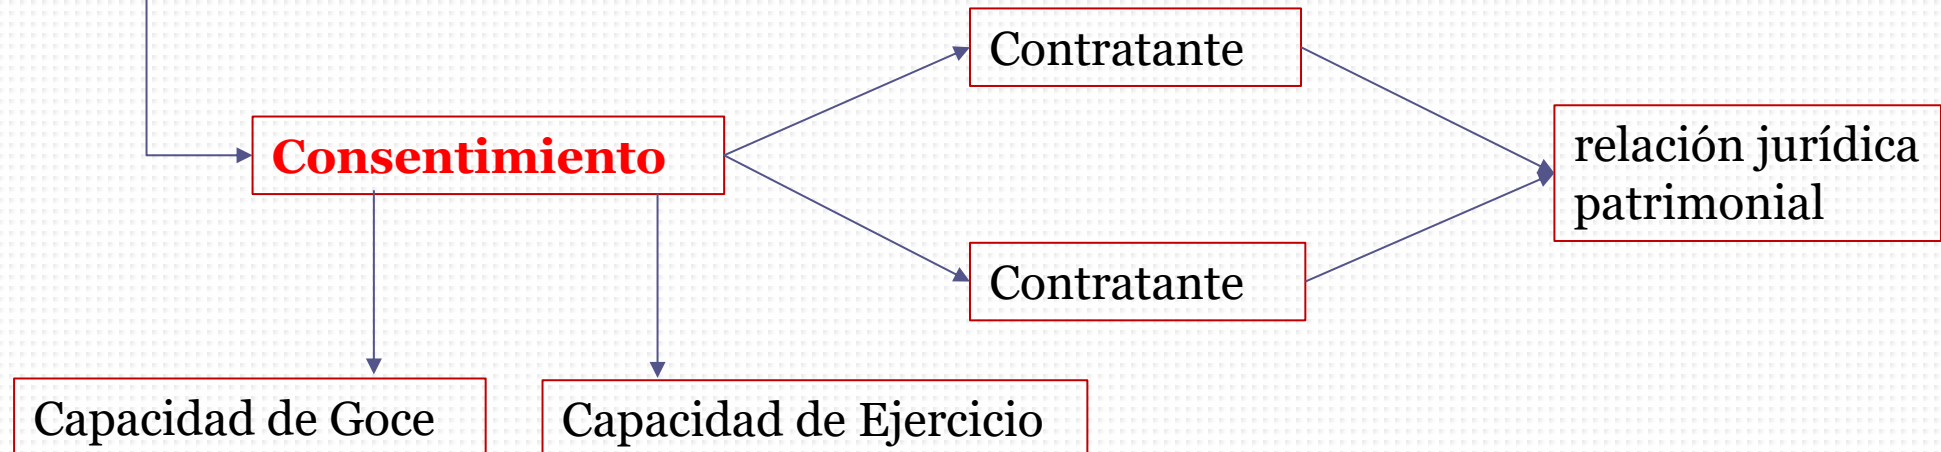 Contratante
Consentimiento
relación jurídica
patrimonial
Contratante
Capacidad de Goce
Capacidad de Ejercicio